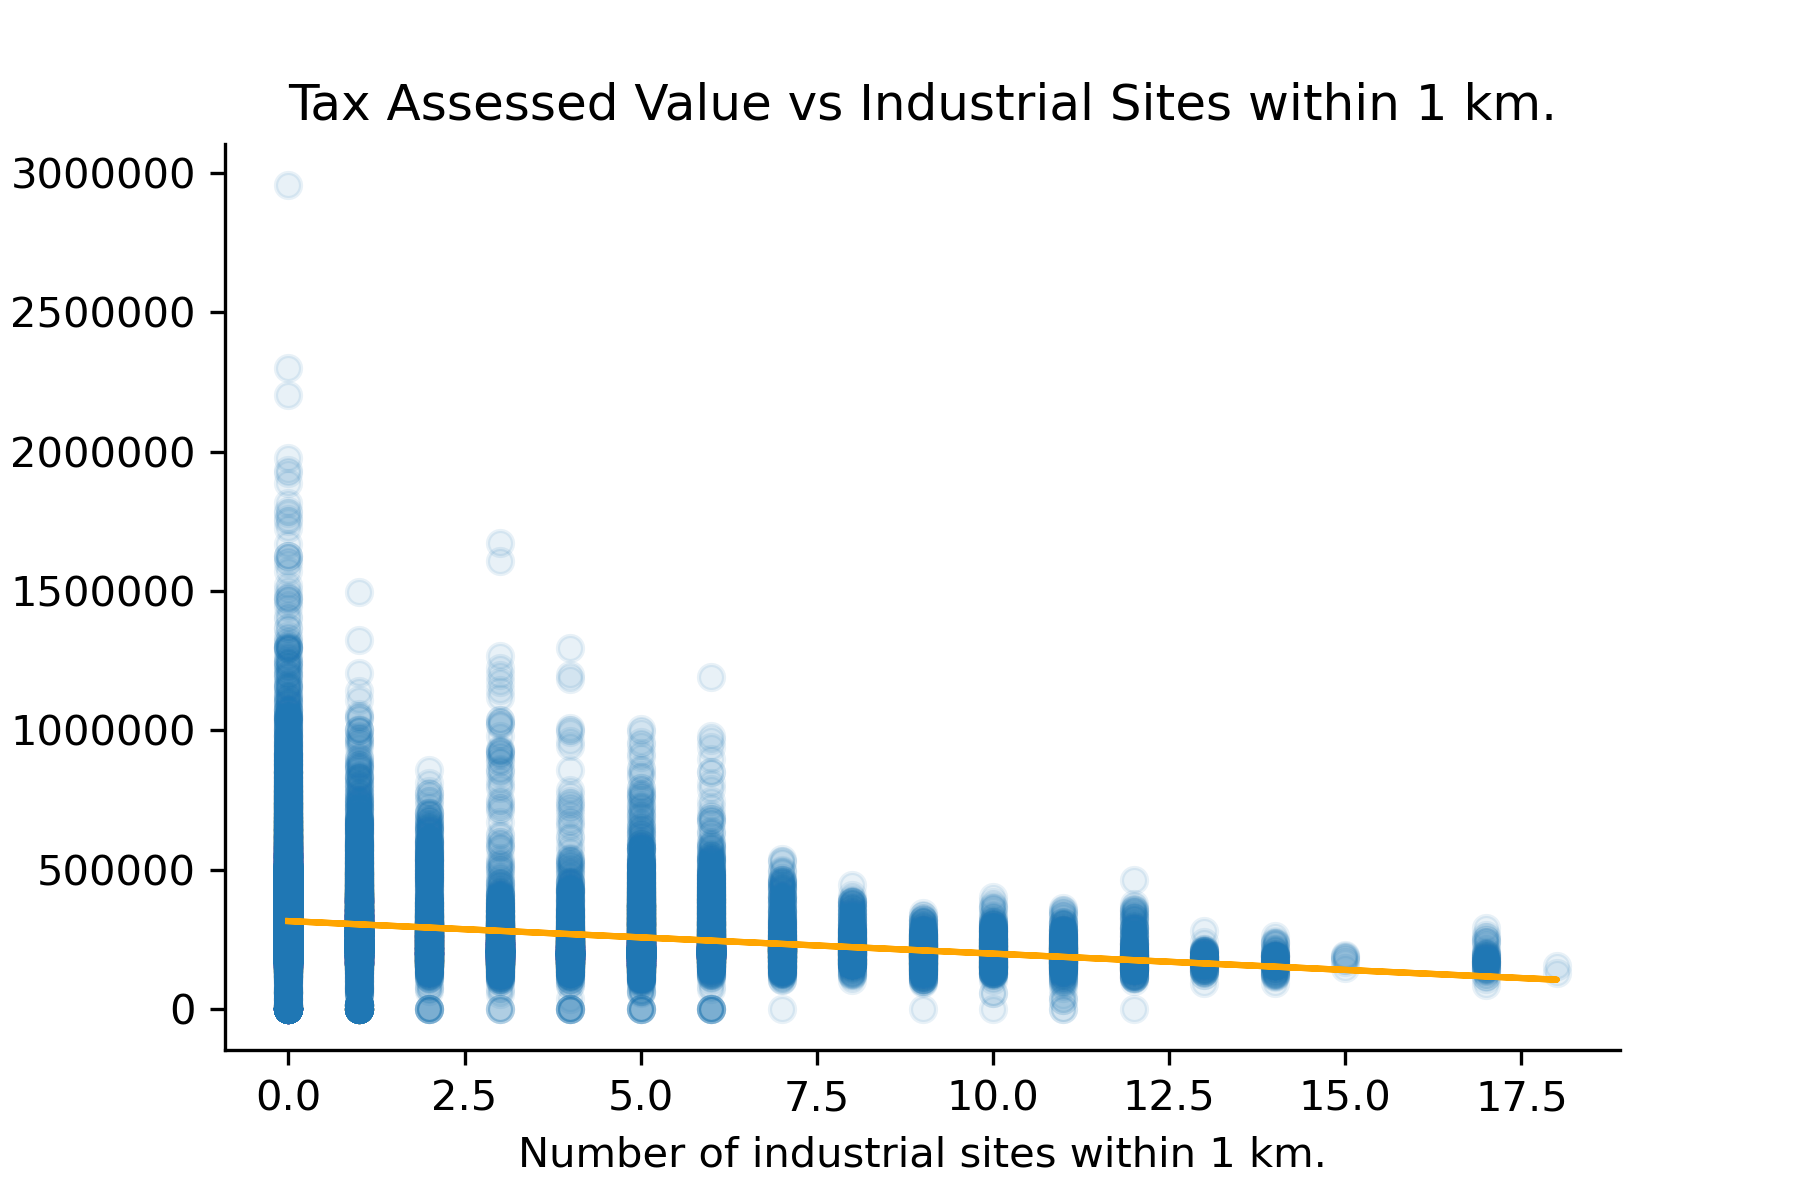 Tax Assessed Value vs Industrial Sites within 1 km.
3000000
2500000
2000000
1500000
1000000
500000
0
0.0 2.5 5.0 7.5 10.0 12.5 15.0 17.5
Number of industrial sites within 1 km.